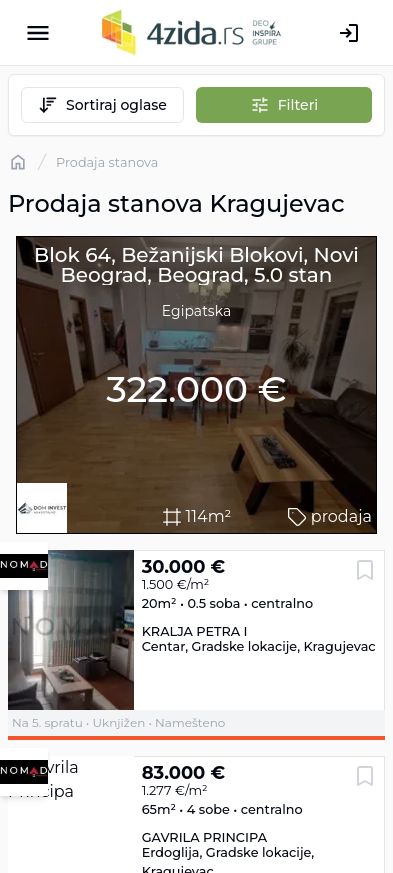 4zida.rs DEO INSPIRA GRUPE
Sortiraj oglase
Filteri
/ Prodaja stanova
Prodaja stanova Kragujevac
Blok 64, Bežanijski Blokovi, Novi
Beograd, Beograd, 5.0 stan
Egipatska
322.000 €
DOM INVEST
114m²
prodaja
NOMAD
NOMAD
30.000 €
1.500 €/m²
20m² • 0.5 soba • centralno
KRALJA PETRA I
Centar, Gradske lokacije, Kragujevac
Na 5. spratu • Uknjižen • Namešteno
NOMAD
vrila
cipa
83.000 €
1.277 €/m²
65m² • 4 sobe • centralno
GAVRILA PRINCIPA
Erdoglija, Gradske lokacije,
Kragujevac